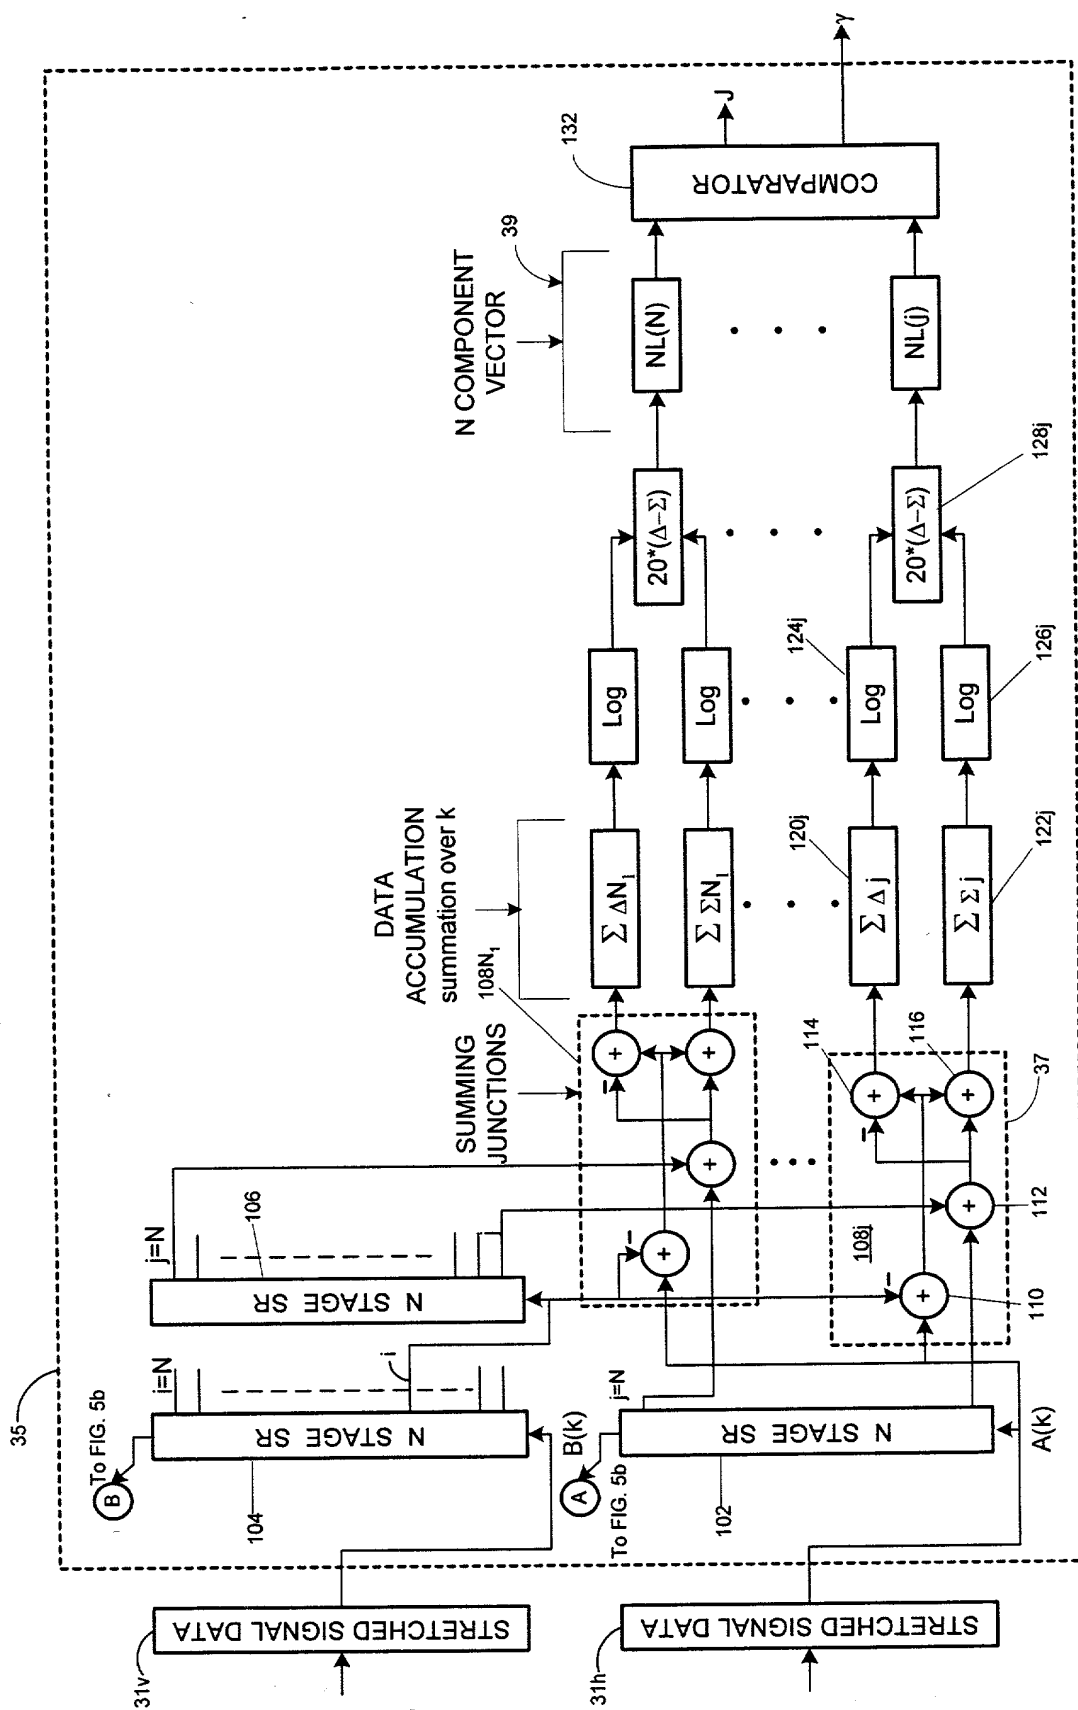 35
31v
STRETCHED SIGNAL DATA
31h
STRETCHED SIGNAL DATA
B
To FIG. 5b
104
N STAGE SR
i=N
i
B(k)
A
To FIG. 5b
102
N STAGE SR
j=N
A(k)
106
N STAGE SR
j=N
SUMMING
JUNCTIONS
108N₁
+
−
+
+
−
+
108j
110
+
−
112
+
114
+
−
116
+
37
DATA
ACCUMULATION
summation over k
∑ ΔN₁
∑ ΣN₁
120j
∑ Δ j
122j
∑ Σ j
Log
Log
124j
Log
126j
Log
20*(Δ−Σ)
20*(Δ−Σ)
128j
N COMPONENT
VECTOR
39
NL(N)
NL(j)
132
COMPARATOR
J
γ